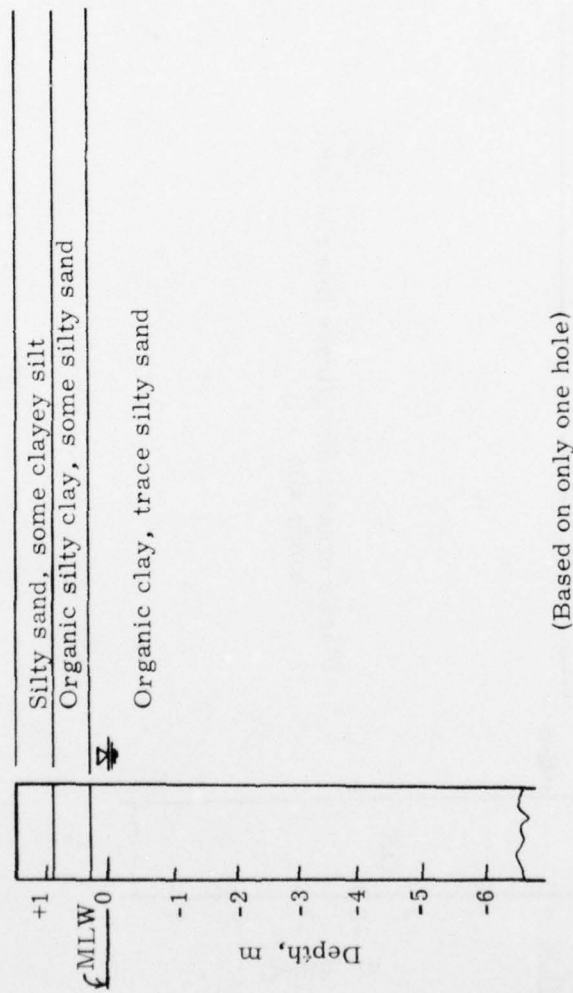 Silty sand, some clayey silt
Organic silty clay, some silty sand
Organic clay, trace silty sand
+1
MLW
0
-1
-2
-3
-4
-5
-6
Depth, m
(Based on only one hole)